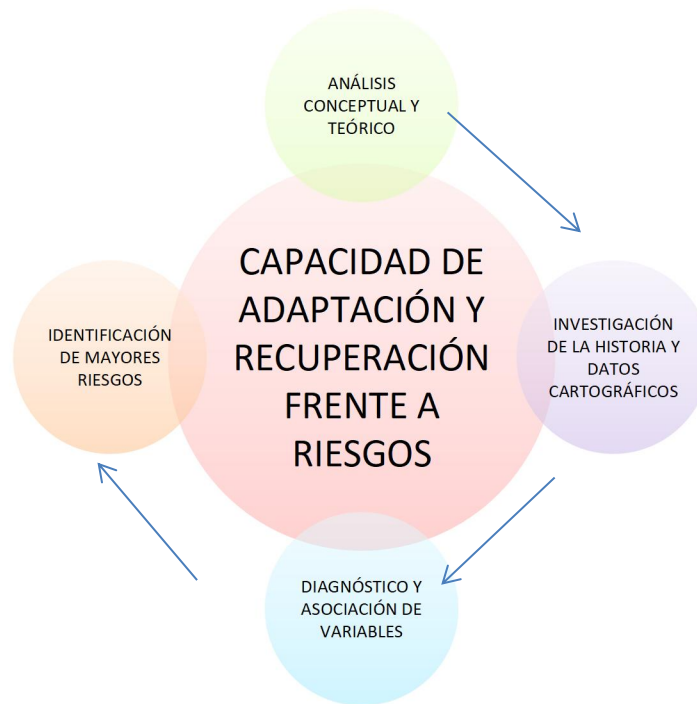 ANÁLISIS
CONCEPTUAL Y
TEÓRICO
CAPACIDAD DE
ADAPTACIÓN Y
RECUPERACIÓN
FRENTE A
RIESGOS
INVESTIGACIÓN
DE LA HISTORIA Y
DATOS
CARTOGRÁFICOS
DIAGNÓSTICO Y
ASOCIACIÓN DE
VARIABLES
IDENTIFICACIÓN
DE MAYORES
RIESGOS